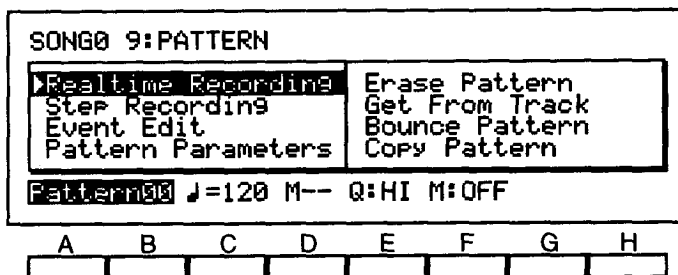 SONG0 9:PATTERN
▶Realtime Recording
Step Recording
Event Edit
Pattern Parameters
Erase Pattern
Get From Track
Bounce Pattern
Copy Pattern
Pattern00 ♩=120 M-- Q:HI M:OFF
A B C D E F G H